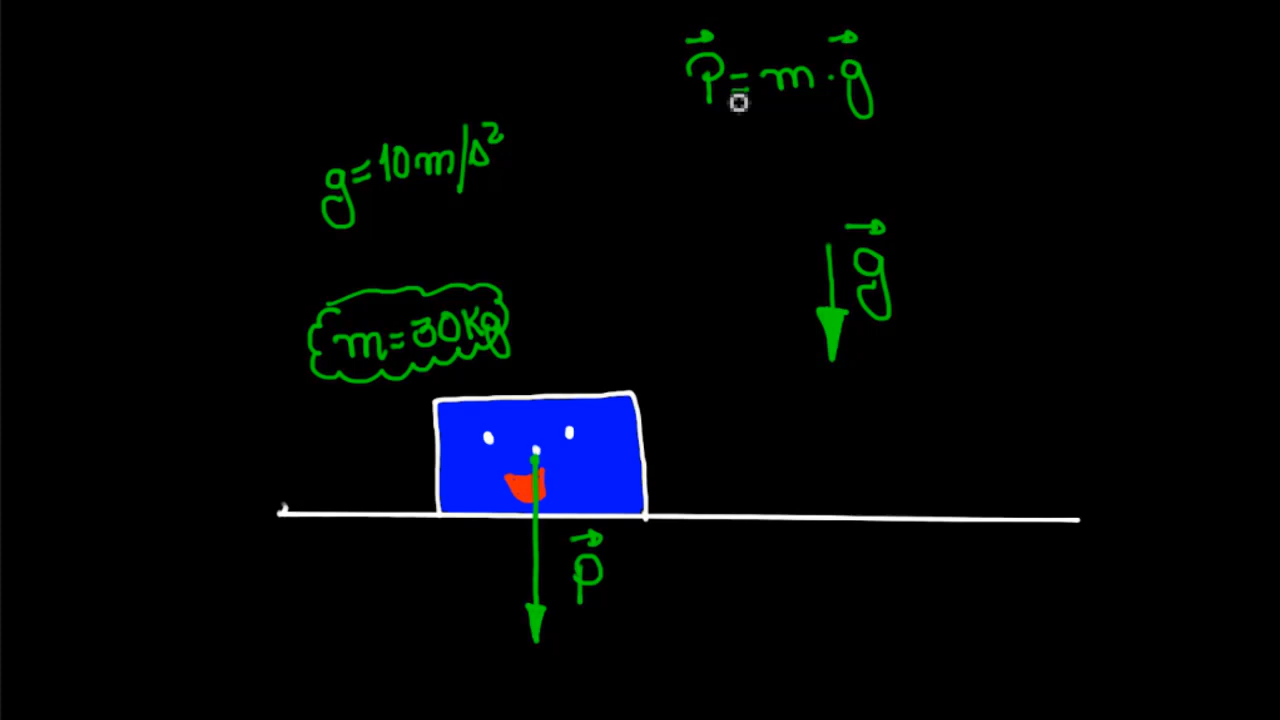 P⃗ = m · g⃗
g = 10 m/s²
g⃗
m = 30 Kg
P⃗